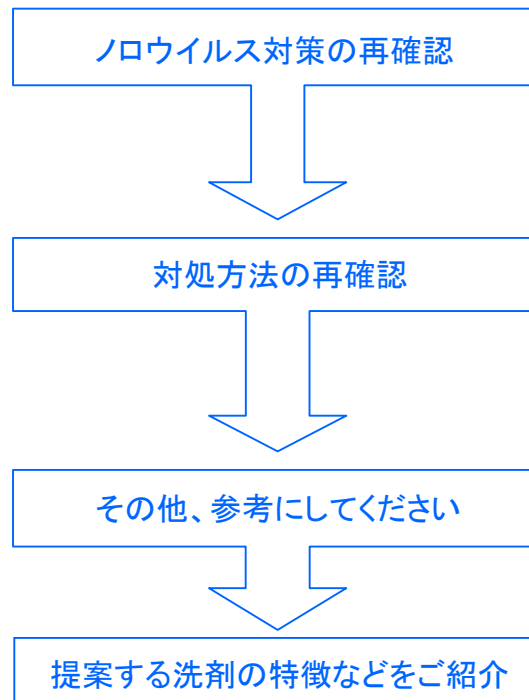 ノロウイルス対策の再確認
対処方法の再確認
その他、参考にしてください
提案する洗剤の特徴などをご紹介